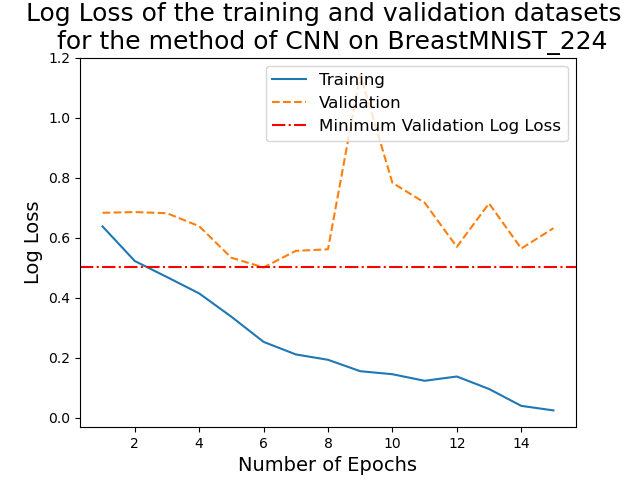 Log Loss of the training and validation datasets
for the method of CNN on BreastMNIST_224
1.2
1.0
0.8
0.6
0.4
0.2
0.0
Log Loss
Training
Validation
Minimum Validation Log Loss
2 4 6 8 10 12 14
Number of Epochs